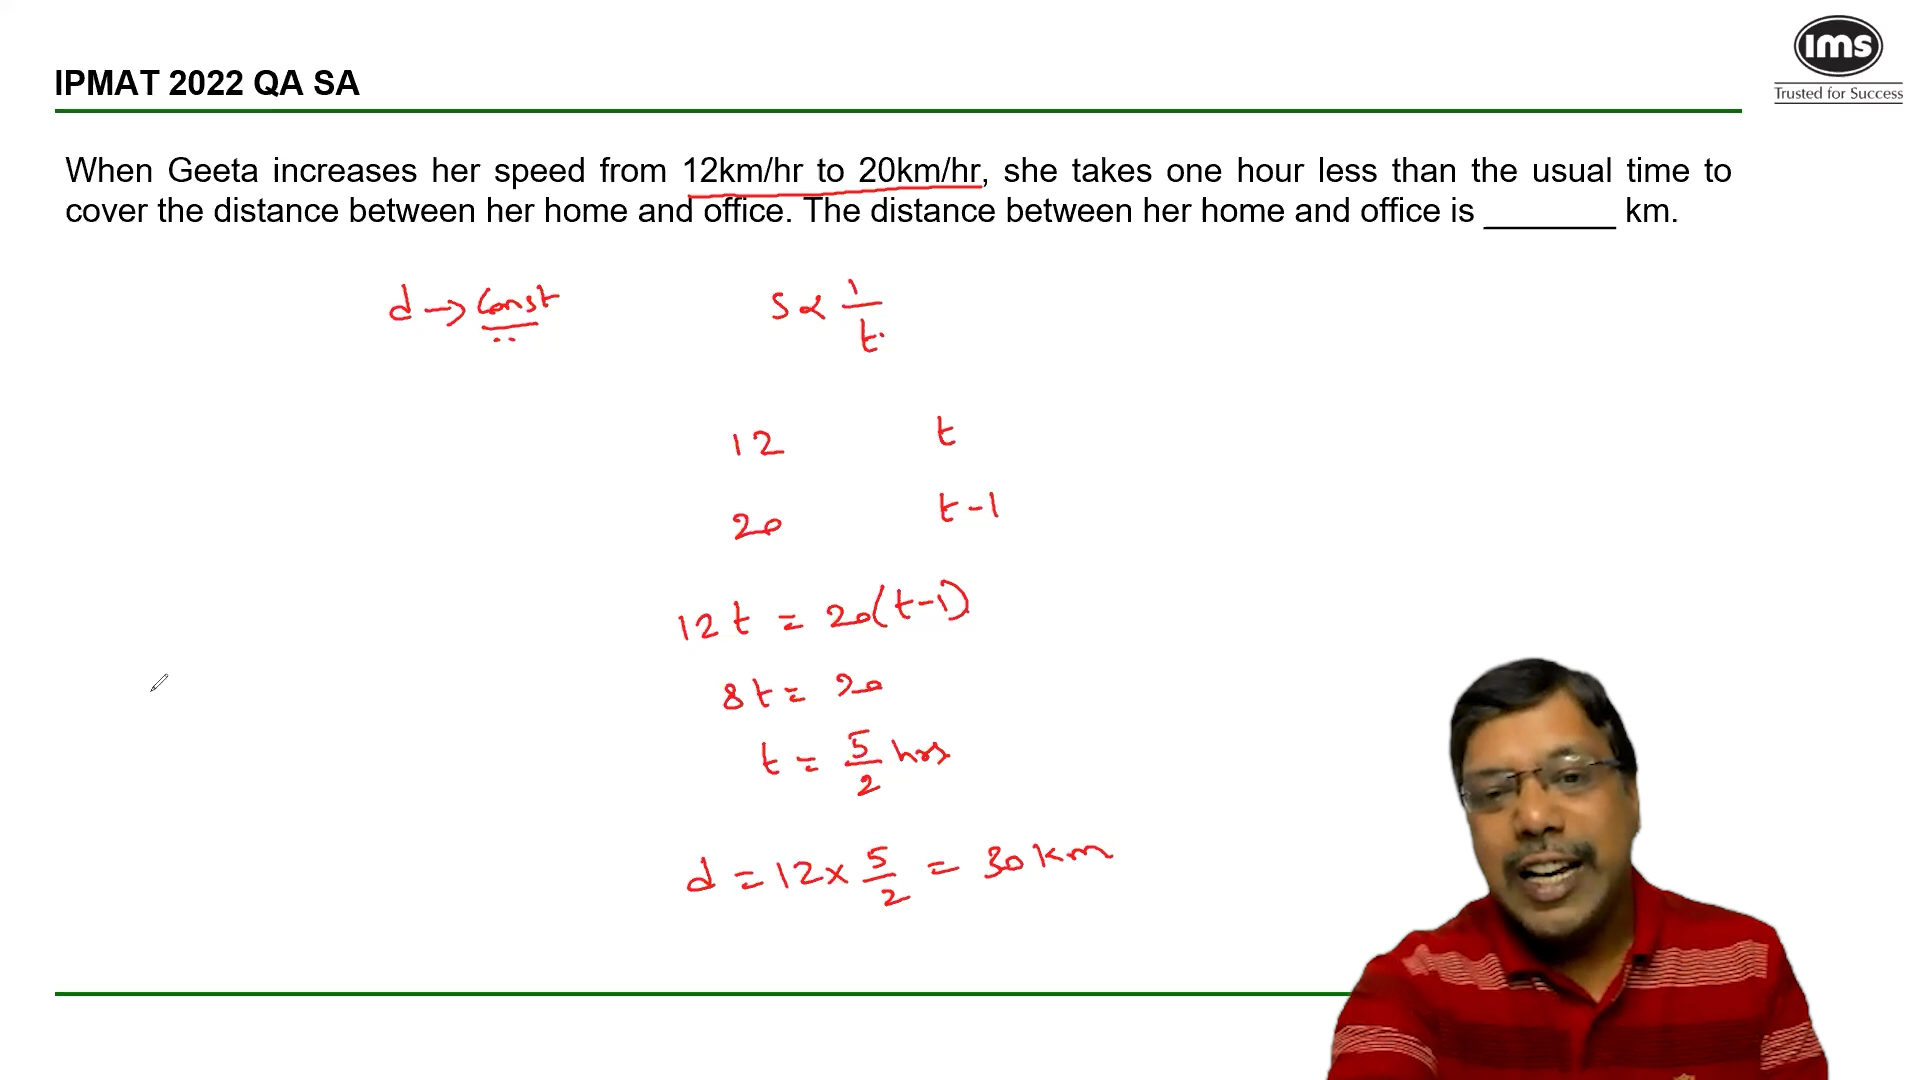 ims
Trusted for Success
IPMAT 2022 QA SA
When Geeta increases her speed from 12km/hr to 20km/hr, she takes one hour less than the usual time to
cover the distance between her home and office. The distance between her home and office is ________ km.
d → Const
S ∝ 1/t
12 t
20 t-1
12t = 20(t-1)
8t = 20
t = 5/2 hrs
d = 12 × 5/2 = 30 km